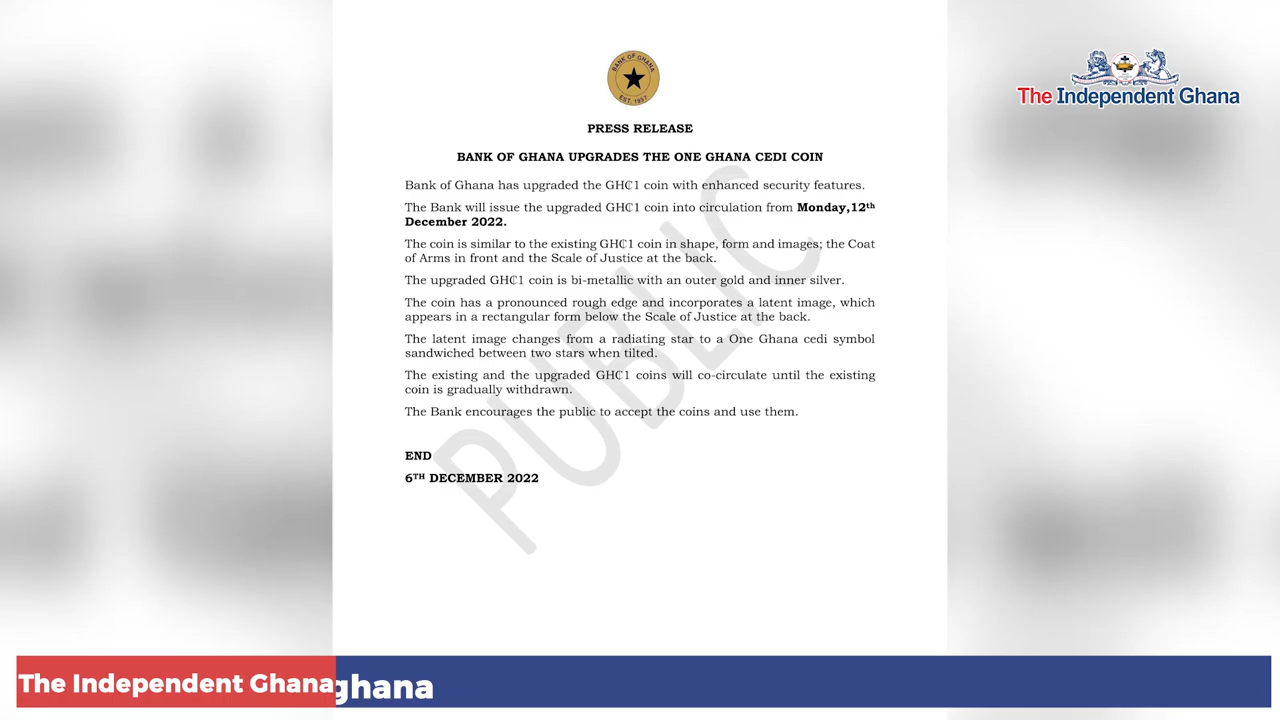 BANK OF GHANA
EST. 1957
The Independent Ghana
PRESS RELEASE
BANK OF GHANA UPGRADES THE ONE GHANA CEDI COIN
Bank of Ghana has upgraded the GH₵1 coin with enhanced security features.
The Bank will issue the upgraded GH₵1 coin into circulation from Monday,12th
December 2022.
The coin is similar to the existing GH₵1 coin in shape, form and images; the Coat
of Arms in front and the Scale of Justice at the back.
The upgraded GH₵1 coin is bi-metallic with an outer gold and inner silver.
The coin has a pronounced rough edge and incorporates a latent image, which
appears in a rectangular form below the Scale of Justice at the back.
The latent image changes from a radiating star to a One Ghana cedi symbol
sandwiched between two stars when tilted.
The existing and the upgraded GH₵1 coins will co-circulate until the existing
coin is gradually withdrawn.
The Bank encourages the public to accept the coins and use them.
PUBLIC
END
6TH DECEMBER 2022
The Independent Ghana
ghana